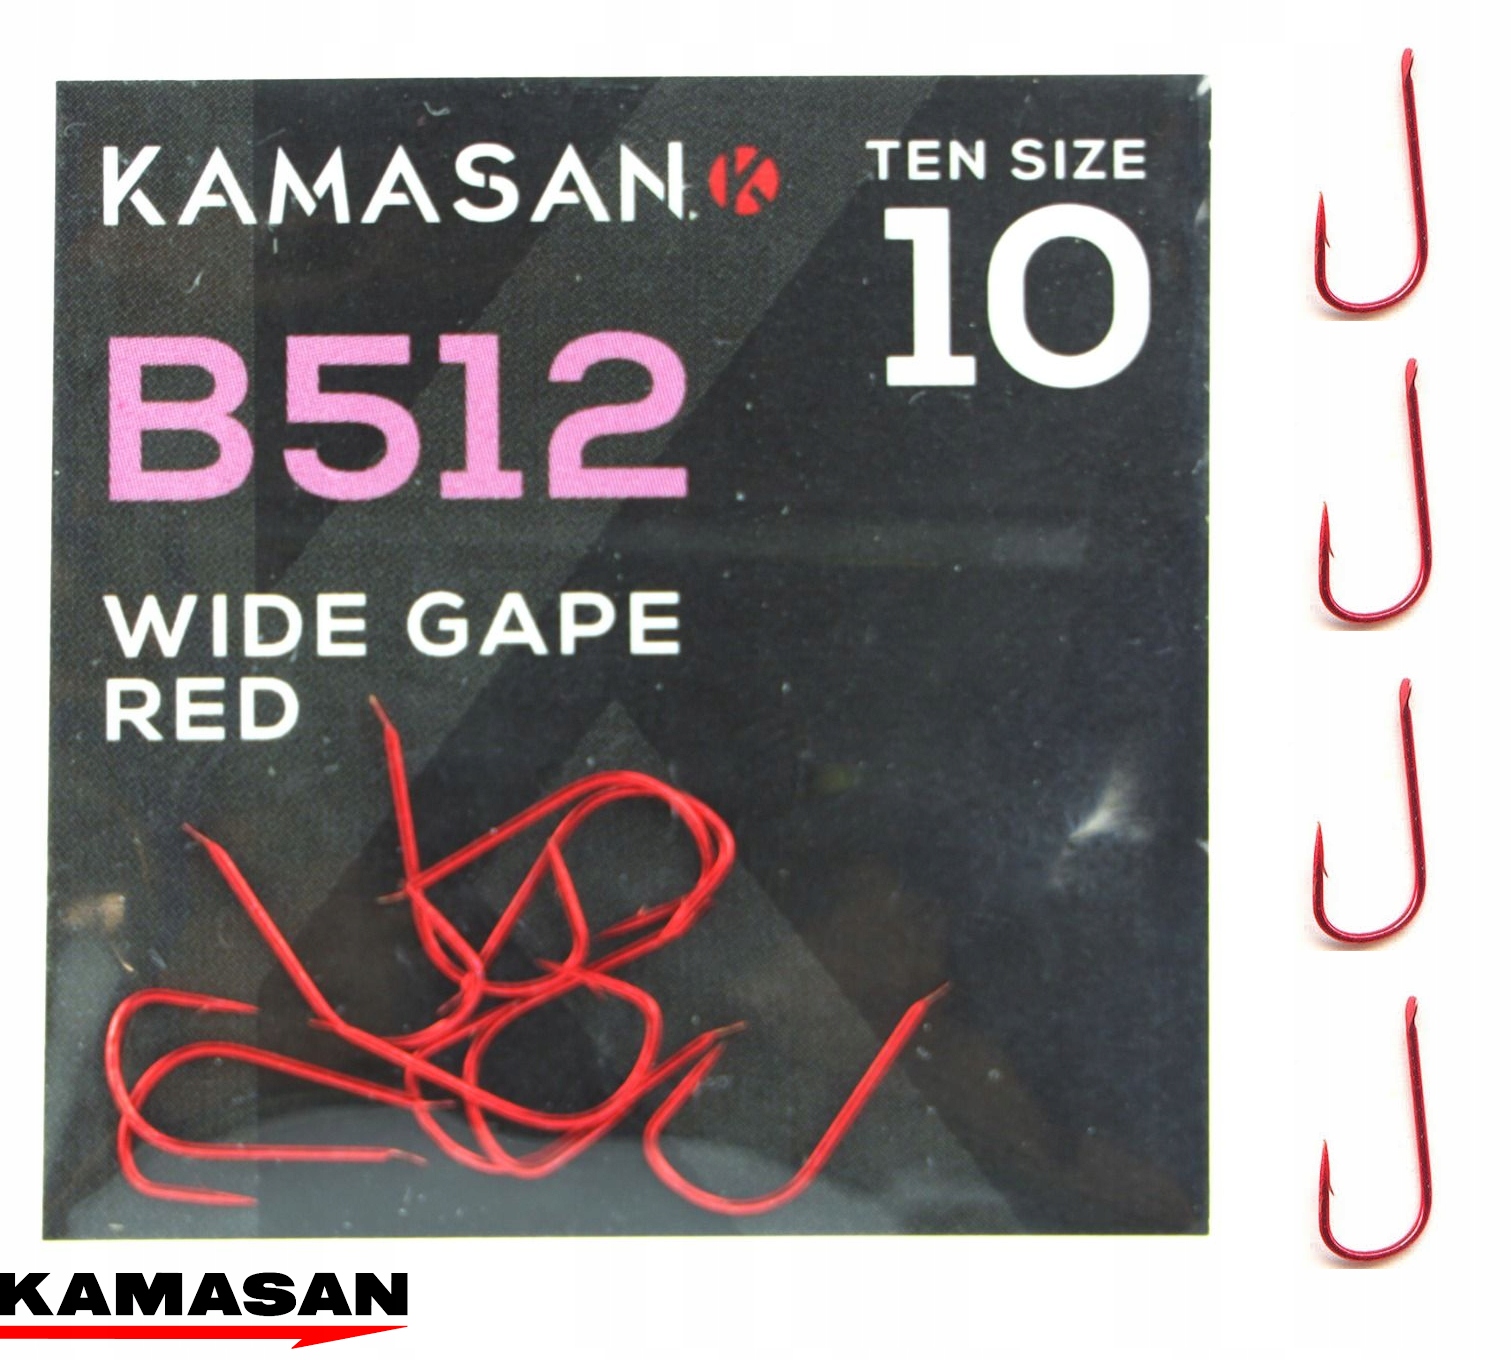 KAMASAN
TEN SIZE
10
B512
WIDE GAPE
RED
KAMASAN